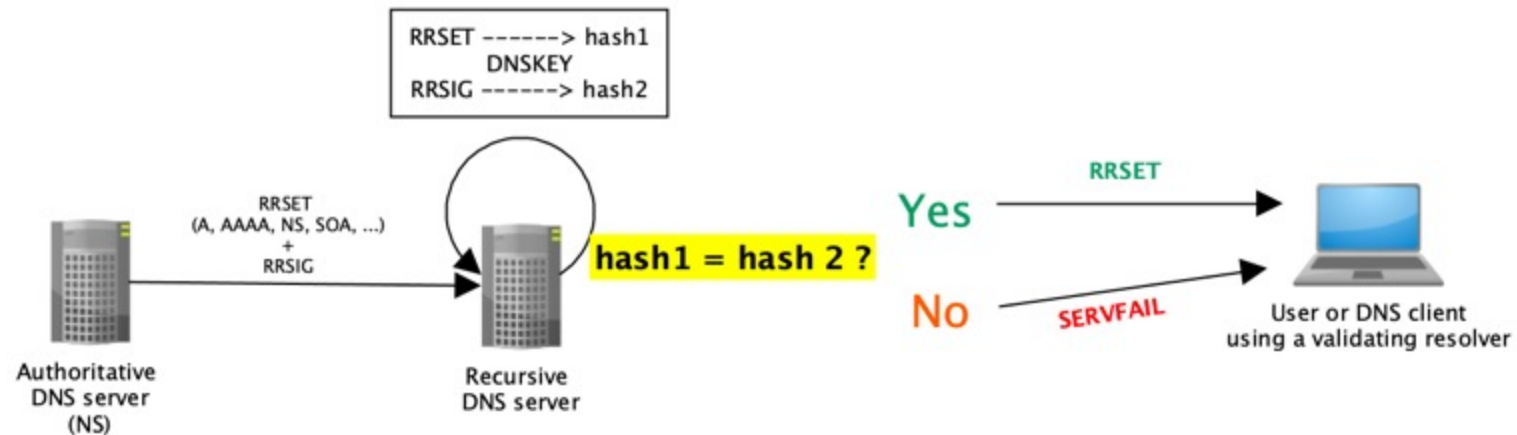 RRSET ------> hash1
DNSKEY
RRSIG ------> hash2
RRSET
(A, AAAA, NS, SOA, ...)
+
RRSIG
hash1 = hash 2 ?
Yes
RRSET
No
SERVFAIL
Authoritative
DNS server
(NS)
Recursive
DNS server
User or DNS client
using a validating resolver